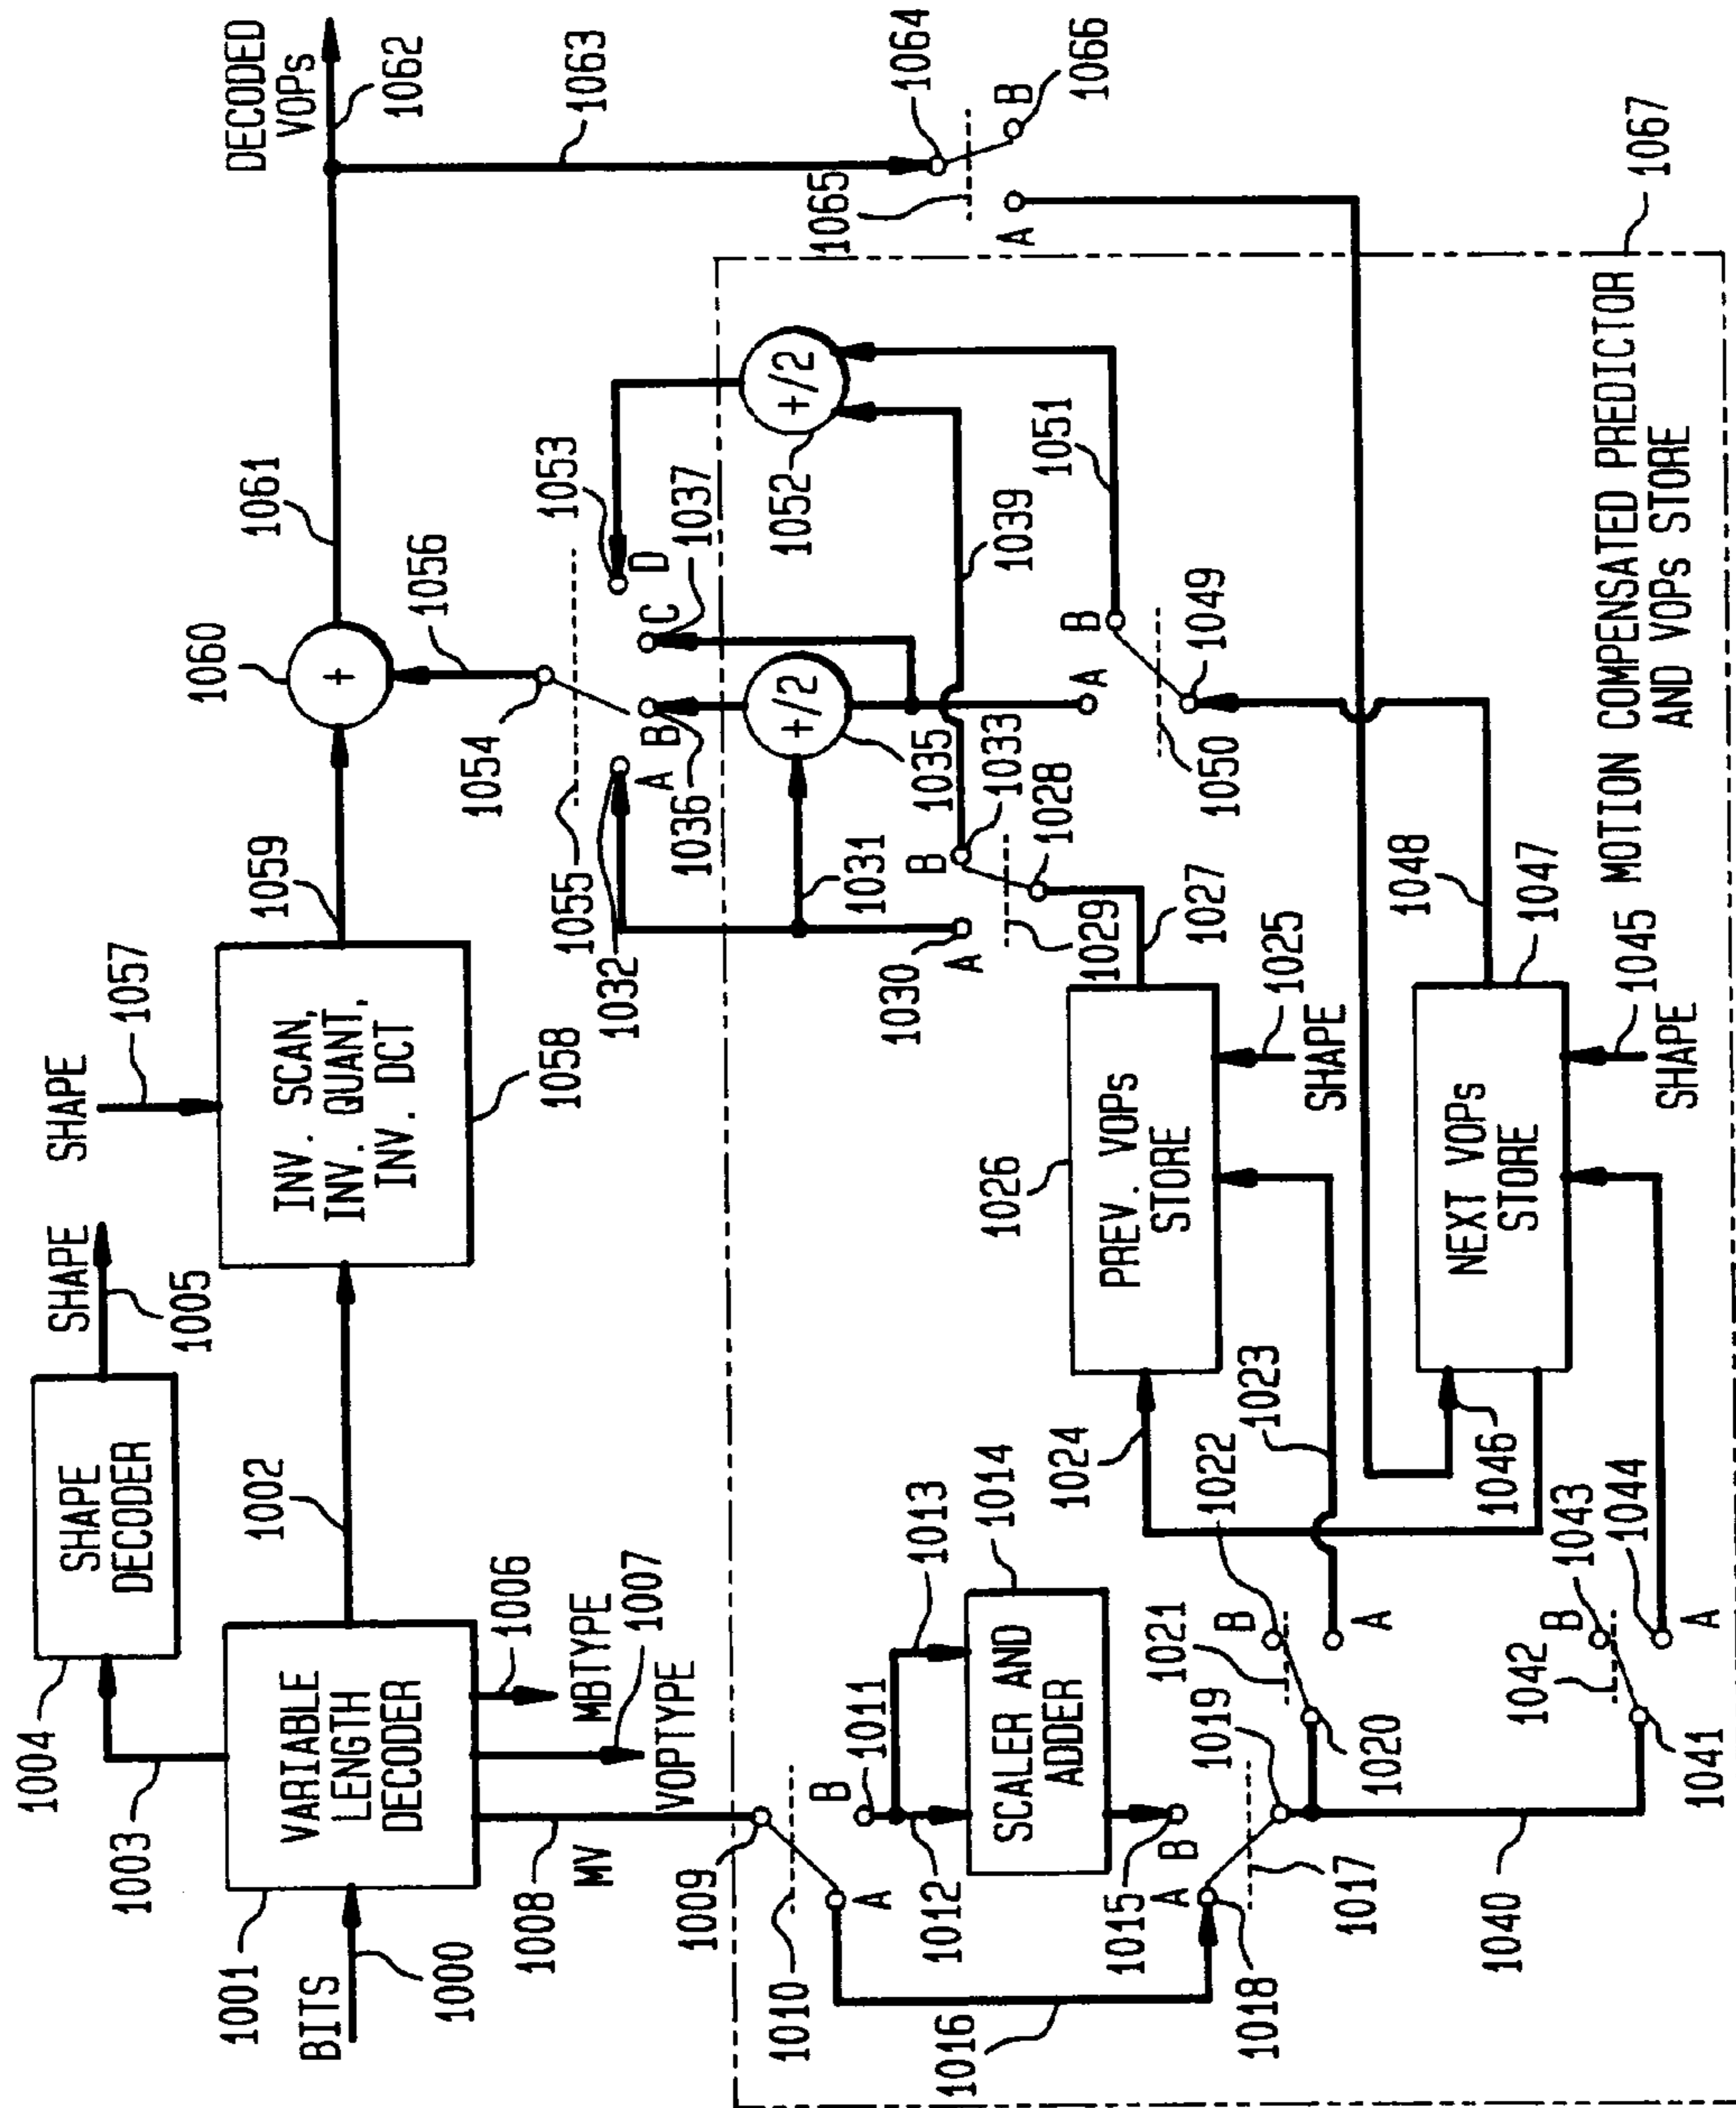 BITS
1000
1001
VARIABLE
LENGTH
DECODER
1003
1004
SHAPE
DECODER
SHAPE
1005
1002
1006
MBTYPE
1007
VOPTYPE
1008
MV
SHAPE
1057
INV. SCAN,
INV. QUANT,
INV. DCT
1058
1059
1060
+
1061
1056
DECODED
VOPs
1062
1063
1064
1065
B
A
1066
1067
1054
1055
1053
A
B
C
D
1032
1036
1037
+/2
1035
+/2
1052
1031
1039
1051
1009
1010
A
B
1011
1012
1013
1014
SCALER AND
ADDER
1015
B
A
1016
1017
1018
1019
1020
1021
1022
B
A
1023
1024
1025
SHAPE
1026
PREV. VOPs
STORE
1027
1028
1029
1030
A
B
1033
1040
1041
1042
1043
B
A
1044
1045
SHAPE
1046
NEXT VOPs
STORE
1047
1048
1049
1050
A
B
MOTION COMPENSATED PREDICTOR
AND VOPs STORE